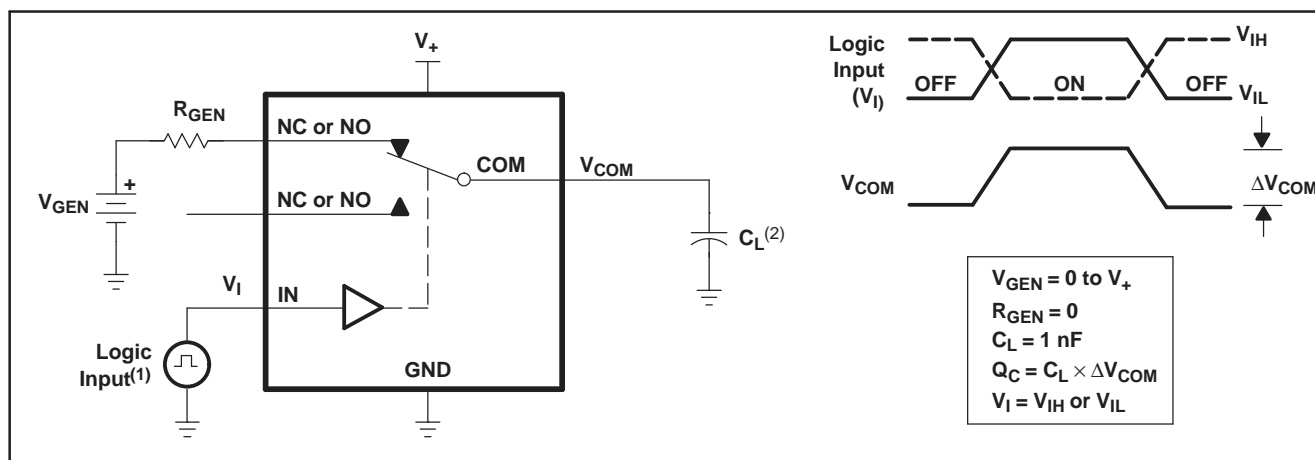 V+
RGEN
NC or NO
COM
VCOM
VGEN
+
NC or NO
CL(2)
VI
IN
Logic
Input(1)
GND
Logic
Input
(VI)
VIH
OFF
ON
OFF
VIL
VCOM
ΔVCOM
VGEN = 0 to V+
RGEN = 0
CL = 1 nF
QC = CL × ΔVCOM
VI = VIH or VIL